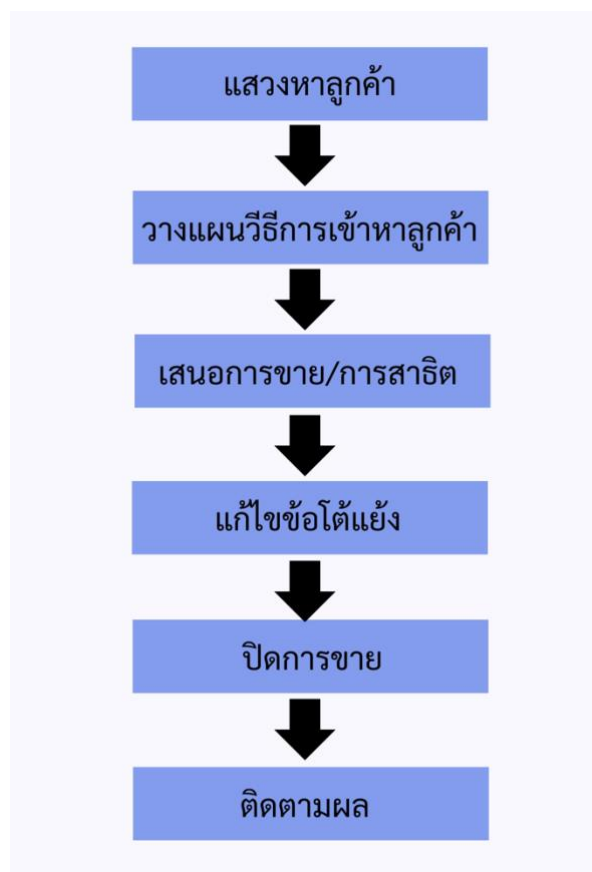 แสวงหาลูกค้า
วางแผนวีธีการเข้าหาลูกค้า
เสนอการขาย/การสาธิต
แก้ไขข้อโต้แย้ง
ปิดการขาย
ติดตามผล